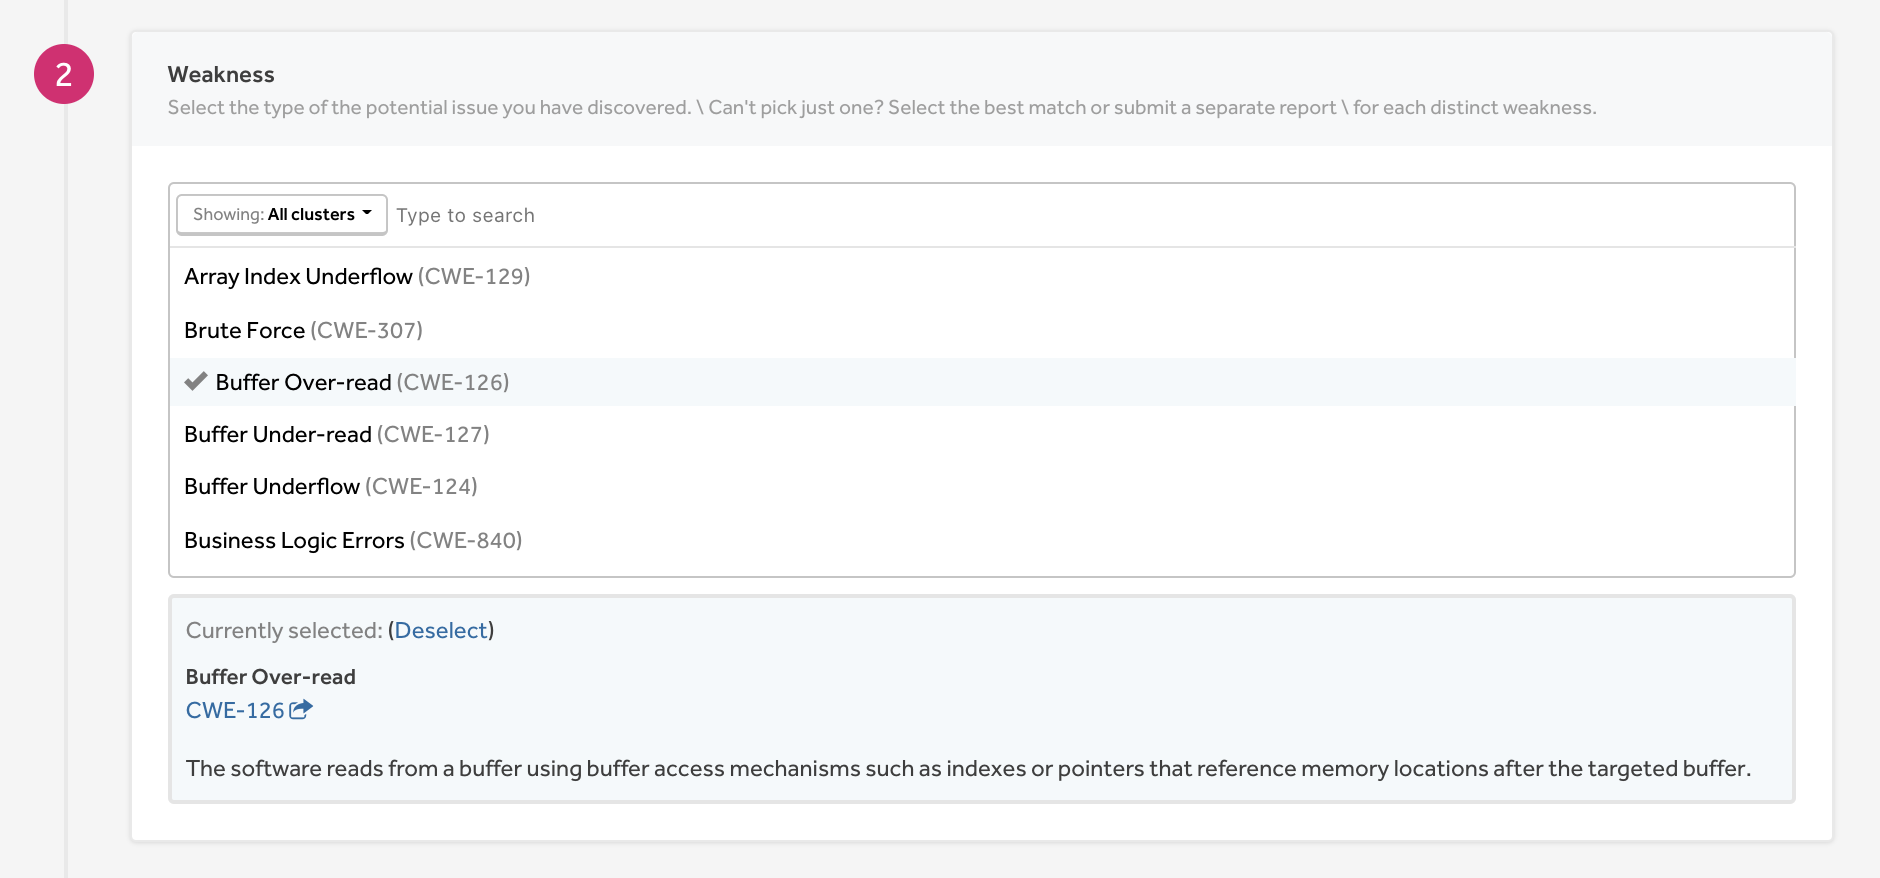 2
Weakness
Select the type of the potential issue you have discovered. \ Can't pick just one? Select the best match or submit a separate report \ for each distinct weakness.
Showing: All clusters Type to search
Array Index Underflow (CWE-129)
Brute Force (CWE-307)
Buffer Over-read (CWE-126)
Buffer Under-read (CWE-127)
Buffer Underflow (CWE-124)
Business Logic Errors (CWE-840)
Currently selected: (Deselect)
Buffer Over-read
CWE-126
The software reads from a buffer using buffer access mechanisms such as indexes or pointers that reference memory locations after the targeted buffer.